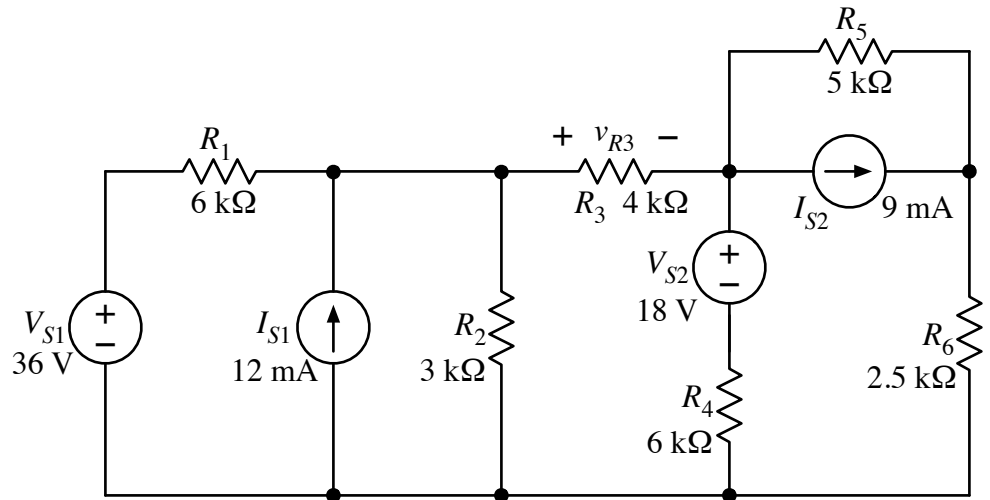 R5
5 kΩ
+ vR3 −
R1
6 kΩ
R3 4 kΩ
IS2 9 mA
VS2
18 V
+
−
VS1
36 V
+
−
IS1
12 mA
R2
3 kΩ
R4
6 kΩ
R6
2.5 kΩ